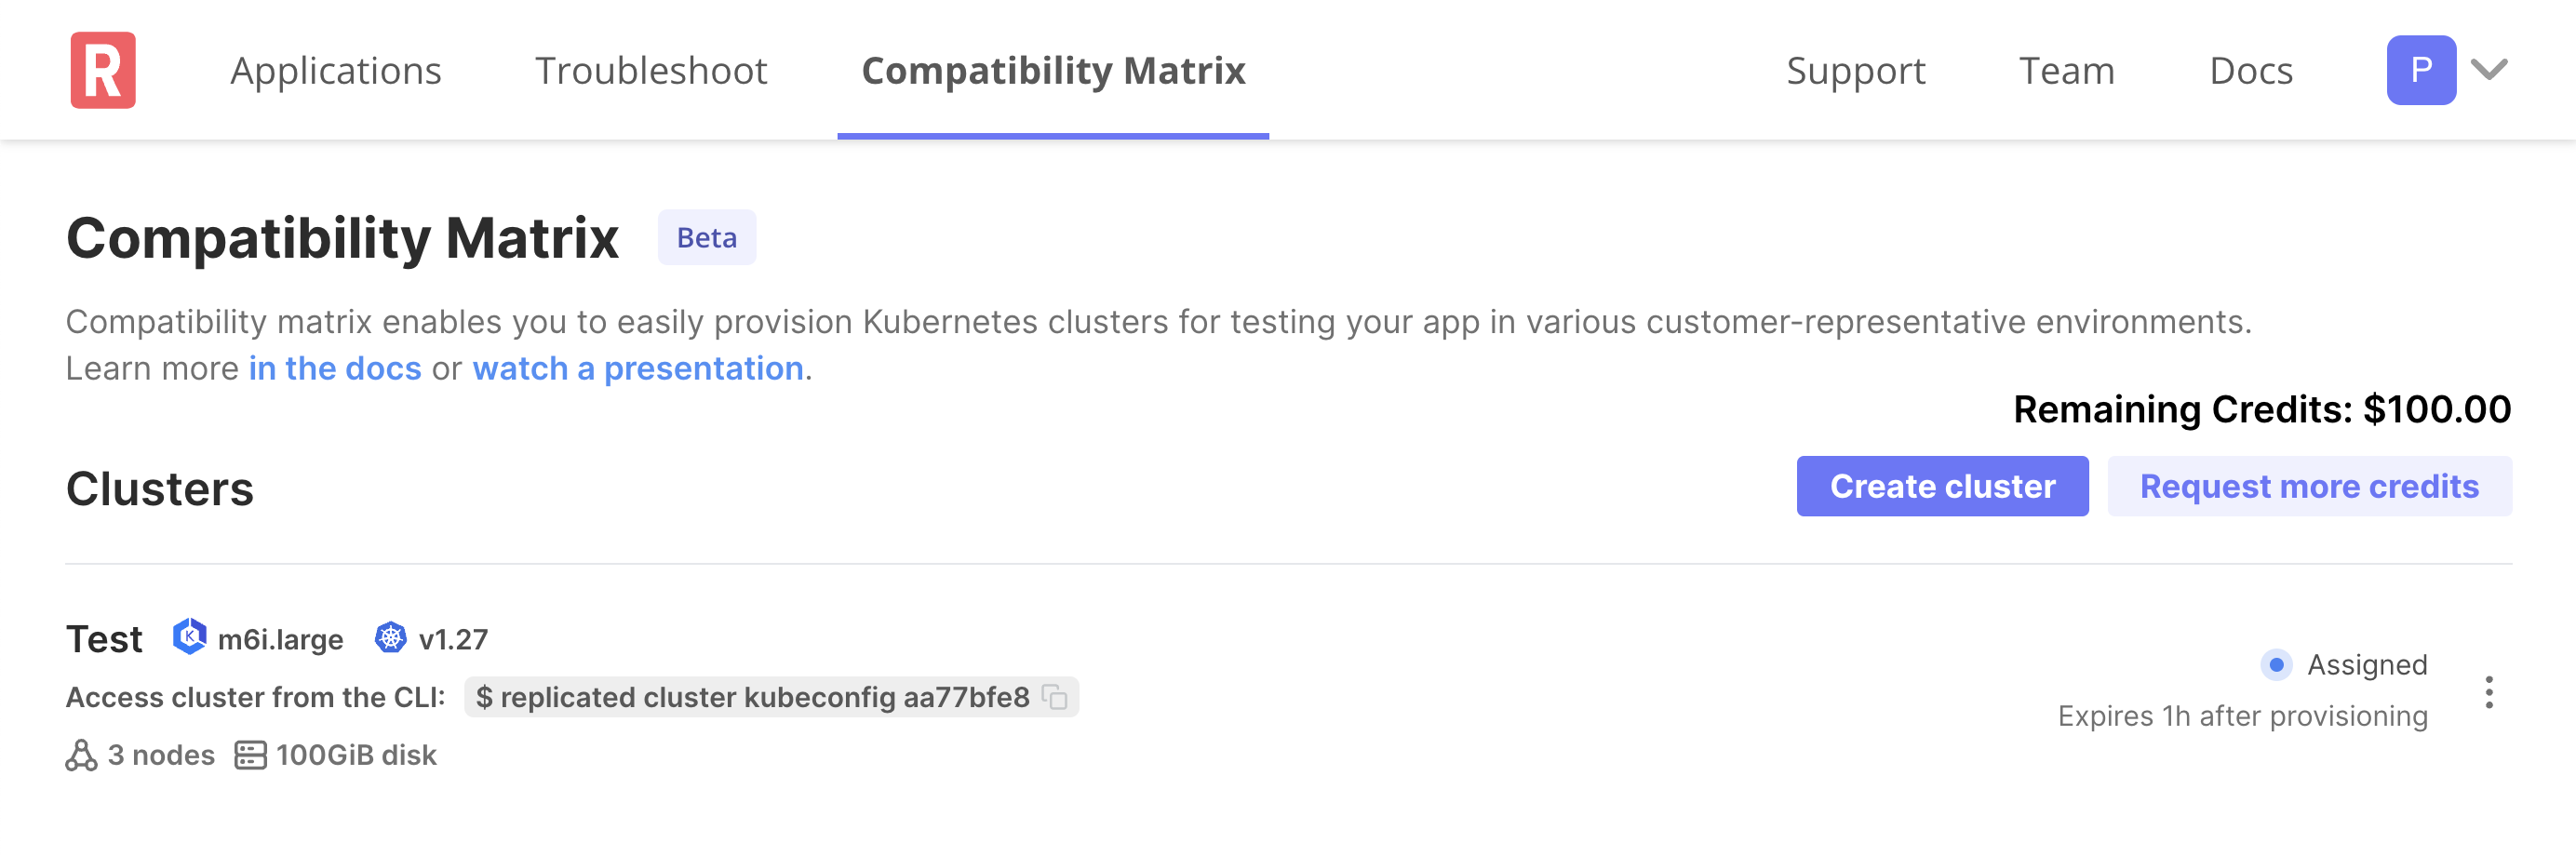 R Applications Troubleshoot Compatibility Matrix Support Team Docs P
Compatibility Matrix Beta
Compatibility matrix enables you to easily provision Kubernetes clusters for testing your app in various customer-representative environments.
Learn more in the docs or watch a presentation.
Remaining Credits: $100.00
Clusters Create cluster Request more credits
Test K m6i.large v1.27
Assigned
Access cluster from the CLI: $ replicated cluster kubeconfig aa77bfe8
Expires 1h after provisioning
3 nodes 100GiB disk